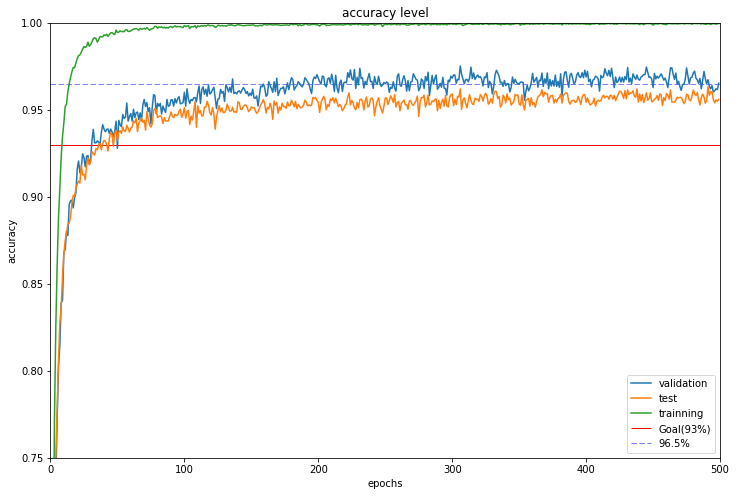 accuracy level
1.00
0.95
0.90
0.85
0.80
0.75
accuracy
0
100
200
300
400
500
epochs
validation
test
trainning
Goal(93%)
96.5%